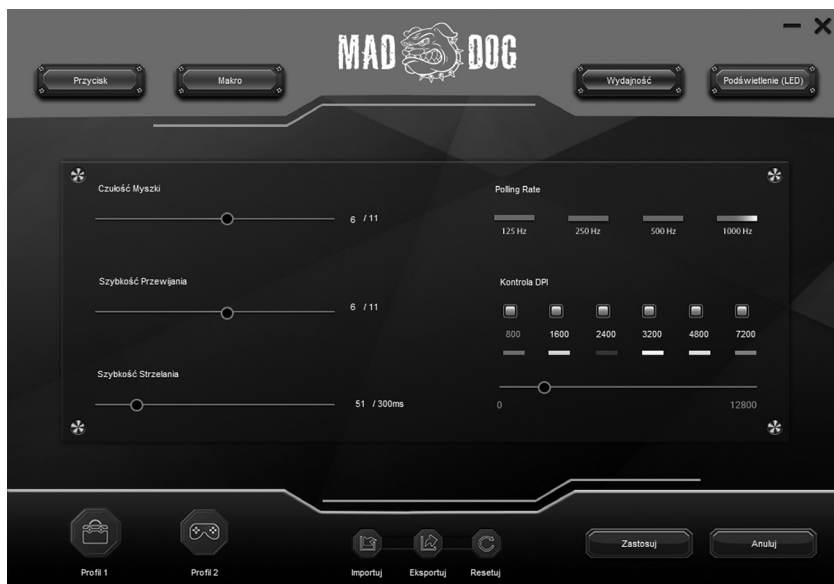 MAD DOG
Przycisk
Makro
Wydajność
Podświetlenie (LED)
Czułość Myszki
6 / 11
Szybkość Przewijania
6 / 11
Szybkość Strzelania
51 / 300ms
Polling Rate
125 Hz 250 Hz 500 Hz 1000 Hz
Kontrola DPI
800 1600 2400 3200 4800 7200
0 12800
Profil 1
Profil 2
Importuj
Eksportuj
Resetuj
Zastosuj
Anuluj